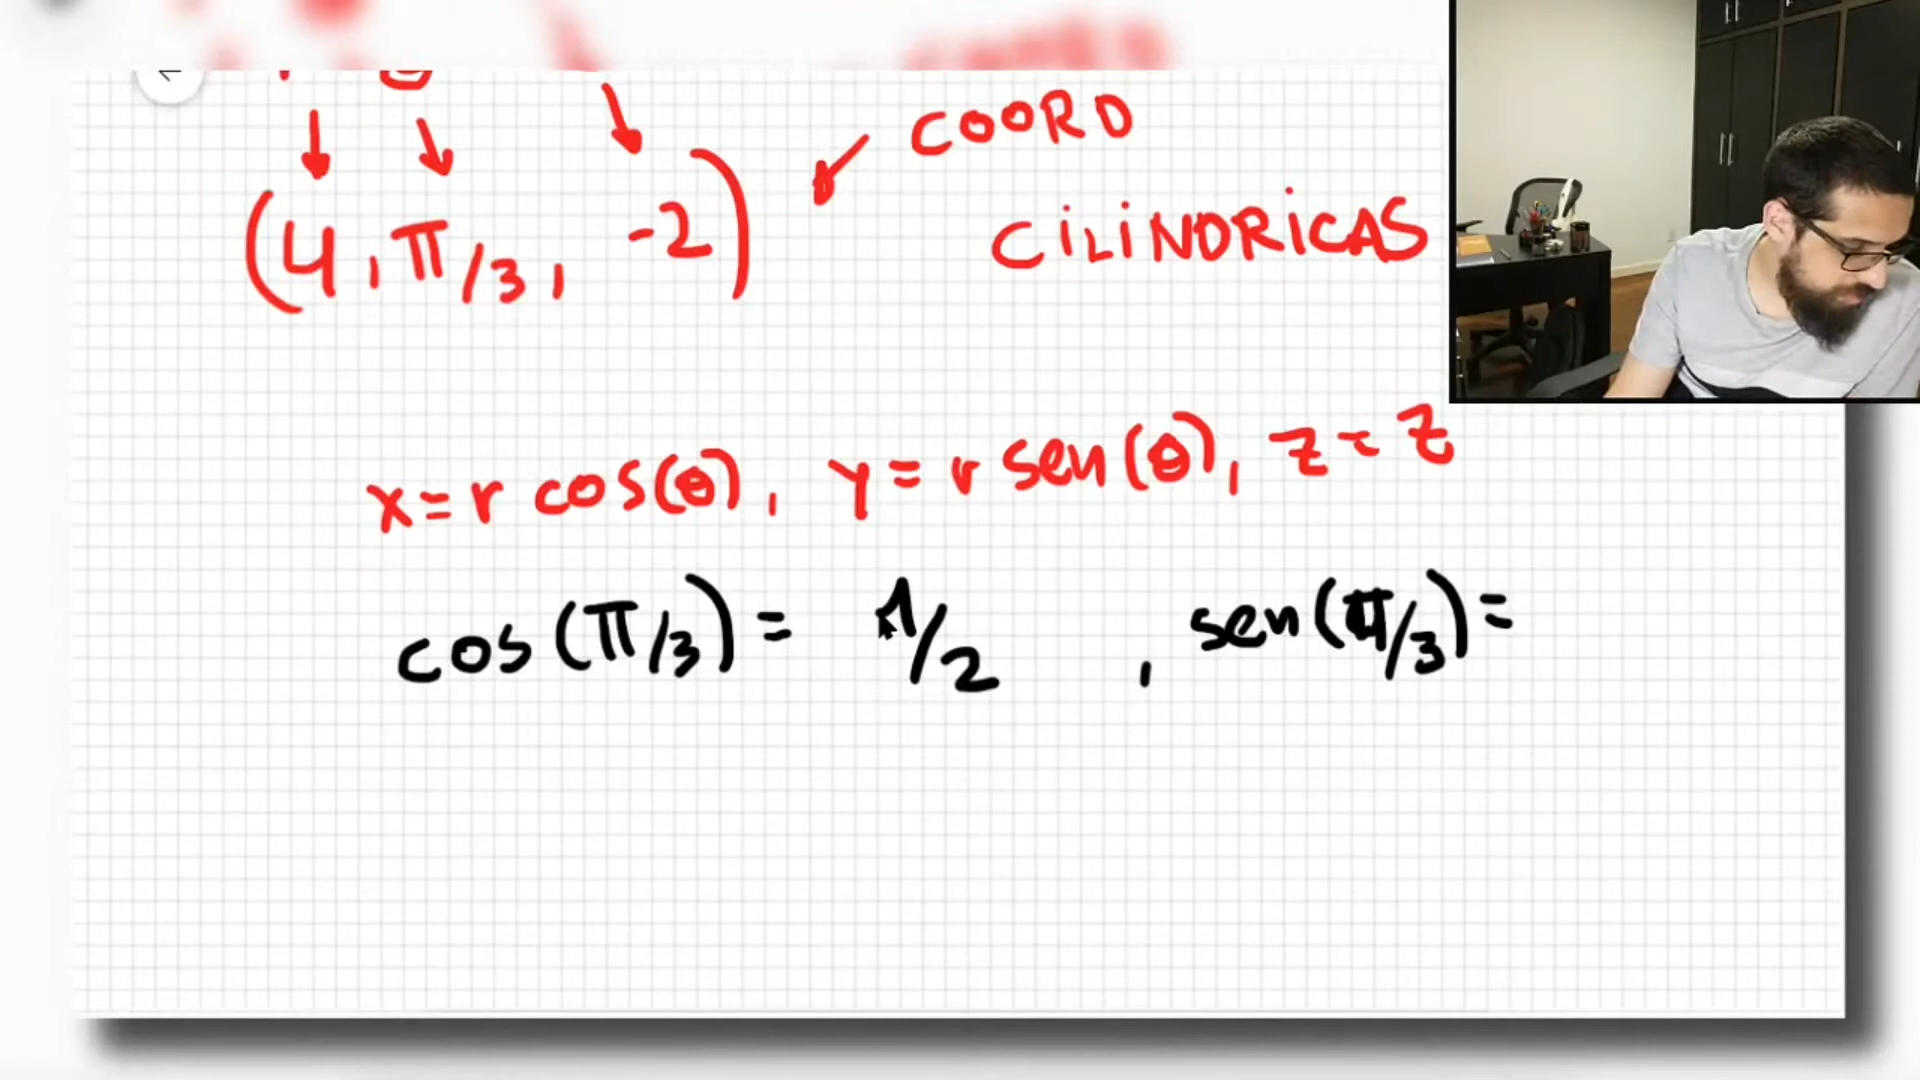 COORD
(4, π/3, -2)
CILINDRICAS
x = r cos(θ), y = r sen(θ), z = z
cos(π/3) = 1/2 , sen(π/3) =